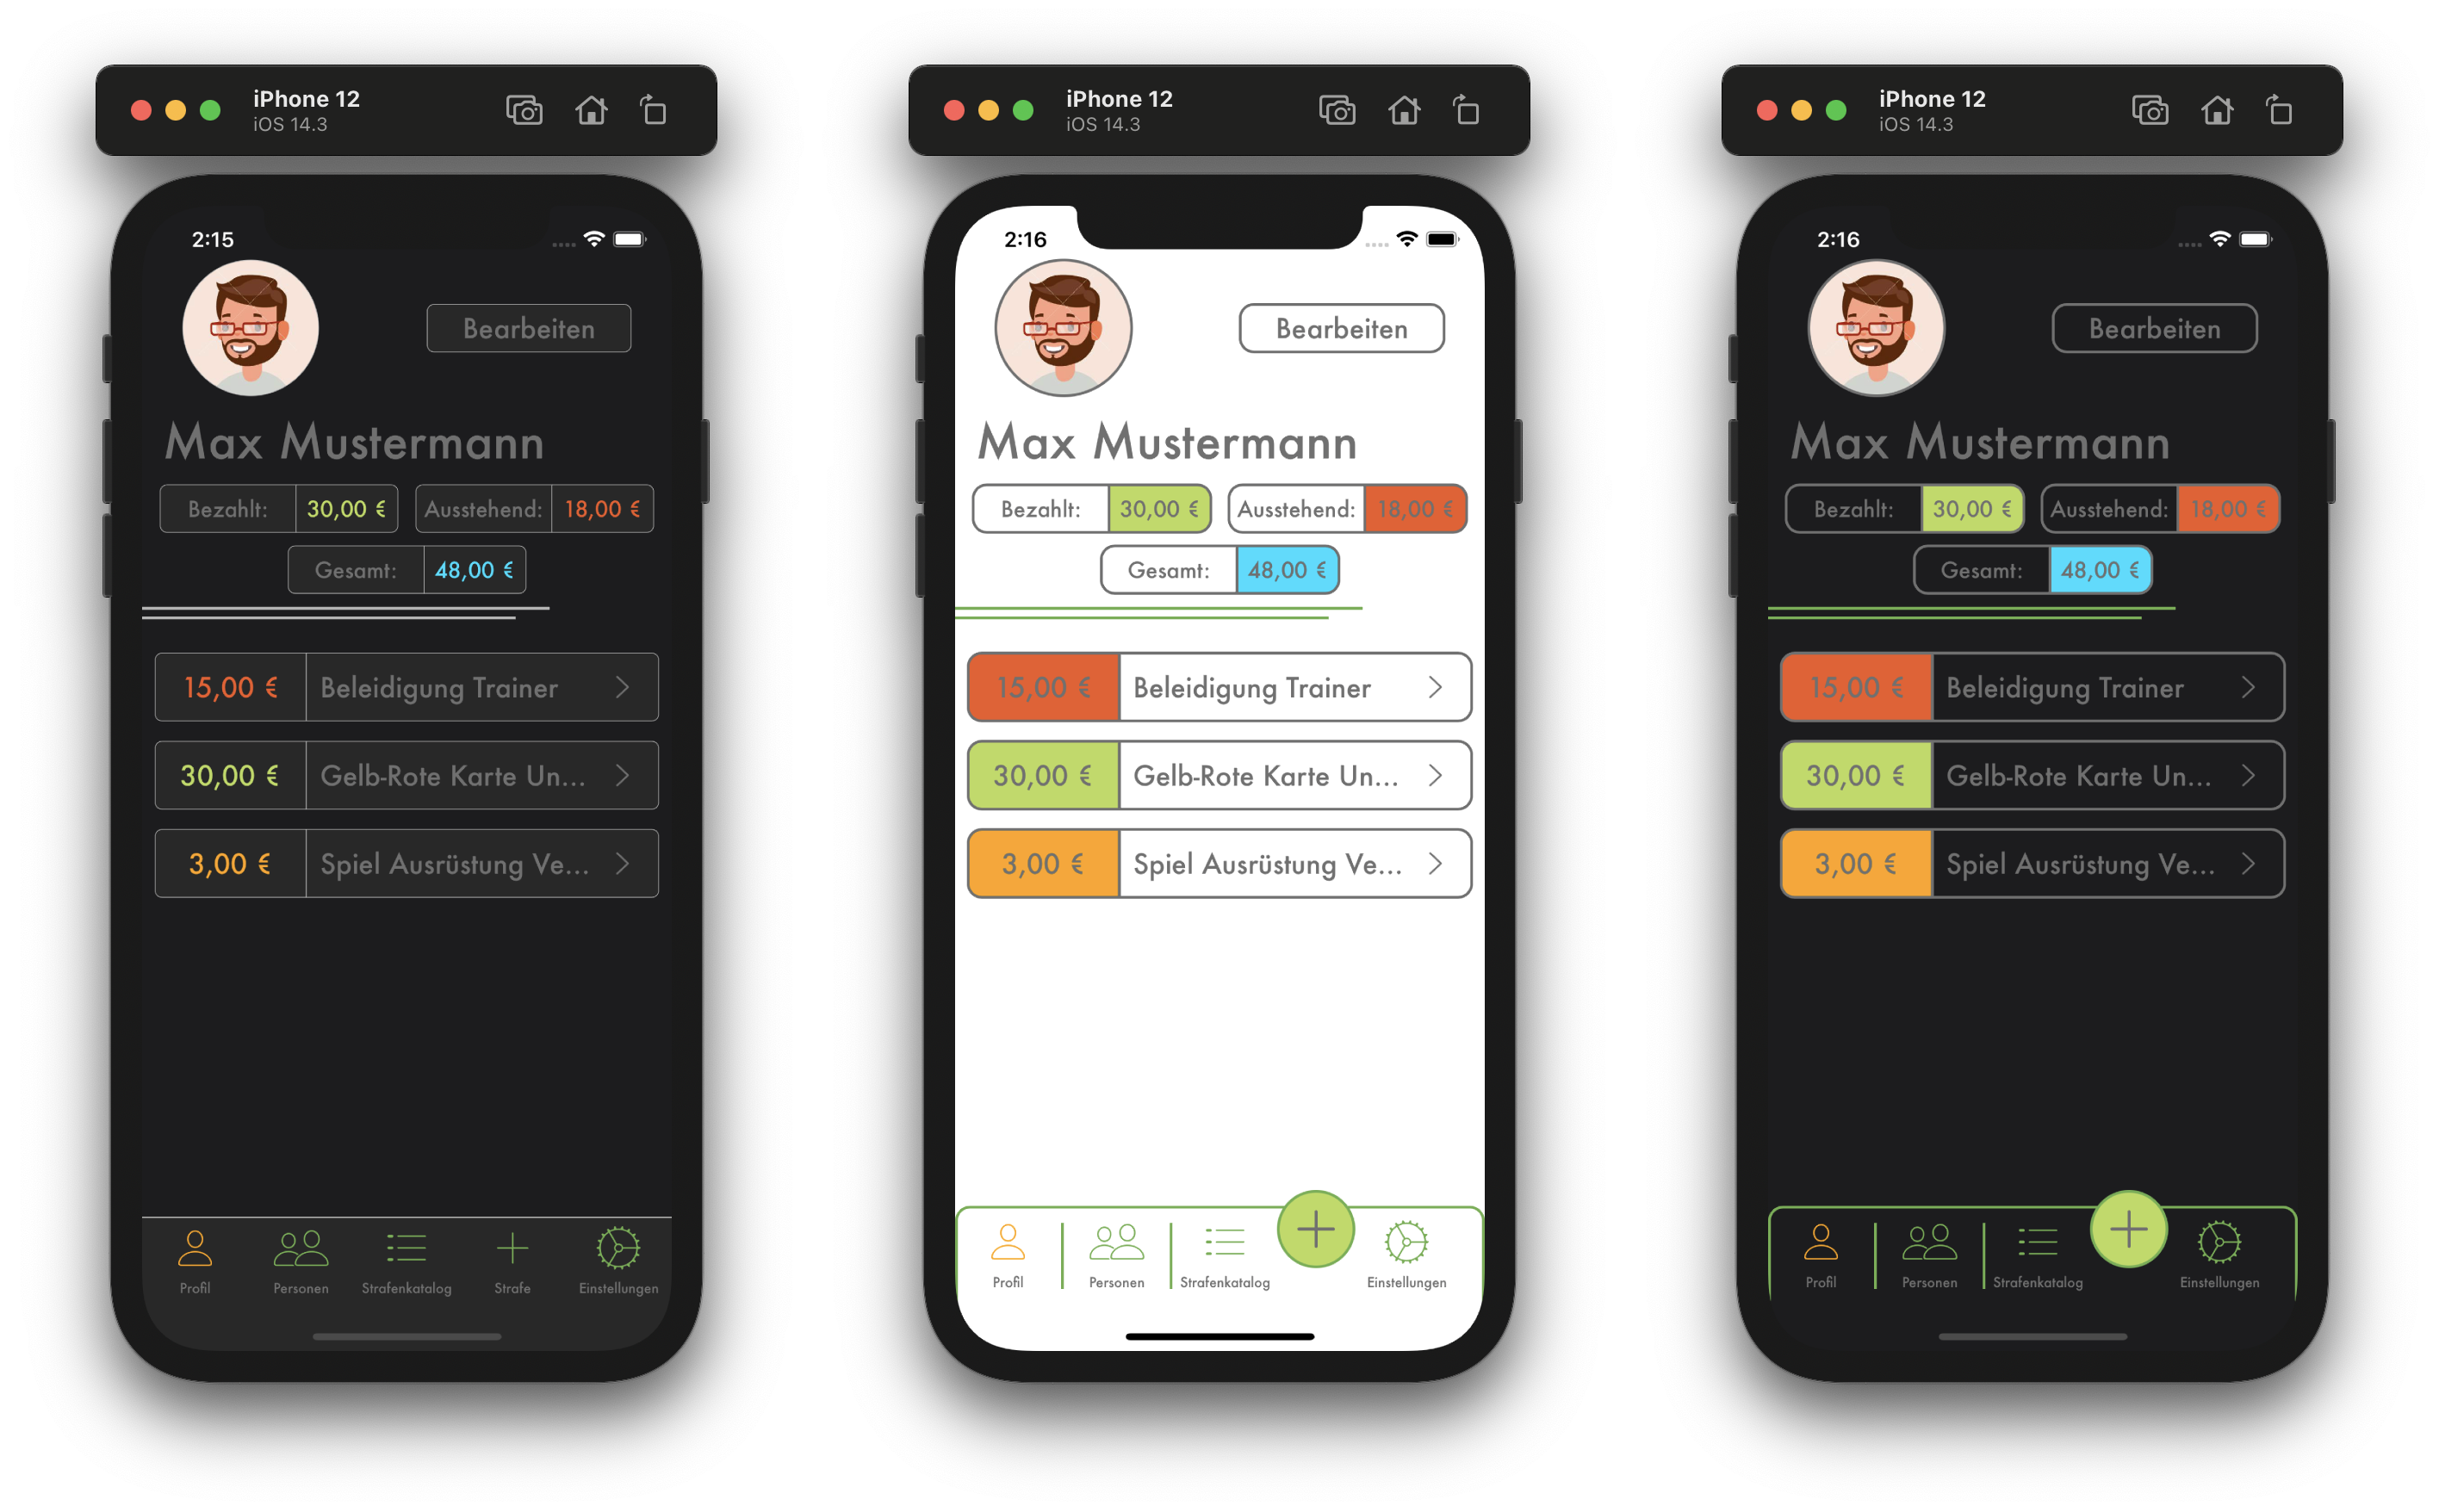 iPhone 12
iOS 14.3
2:15
Bearbeiten
Max Mustermann
Bezahlt: 30,00 € Ausstehend: 18,00 €
Gesamt: 48,00 €
15,00 € Beleidigung Trainer
30,00 € Gelb-Rote Karte Un...
3,00 € Spiel Ausrüstung Ve...
Profil Personen Strafenkatalog Strafe Einstellungen
iPhone 12
iOS 14.3
2:16
Bearbeiten
Max Mustermann
Bezahlt: 30,00 € Ausstehend: 18,00 €
Gesamt: 48,00 €
15,00 € Beleidigung Trainer
30,00 € Gelb-Rote Karte Un...
3,00 € Spiel Ausrüstung Ve...
Profil Personen Strafenkatalog Einstellungen
iPhone 12
iOS 14.3
2:16
Bearbeiten
Max Mustermann
Bezahlt: 30,00 € Ausstehend: 18,00 €
Gesamt: 48,00 €
15,00 € Beleidigung Trainer
30,00 € Gelb-Rote Karte Un...
3,00 € Spiel Ausrüstung Ve...
Profil Personen Strafenkatalog Einstellungen